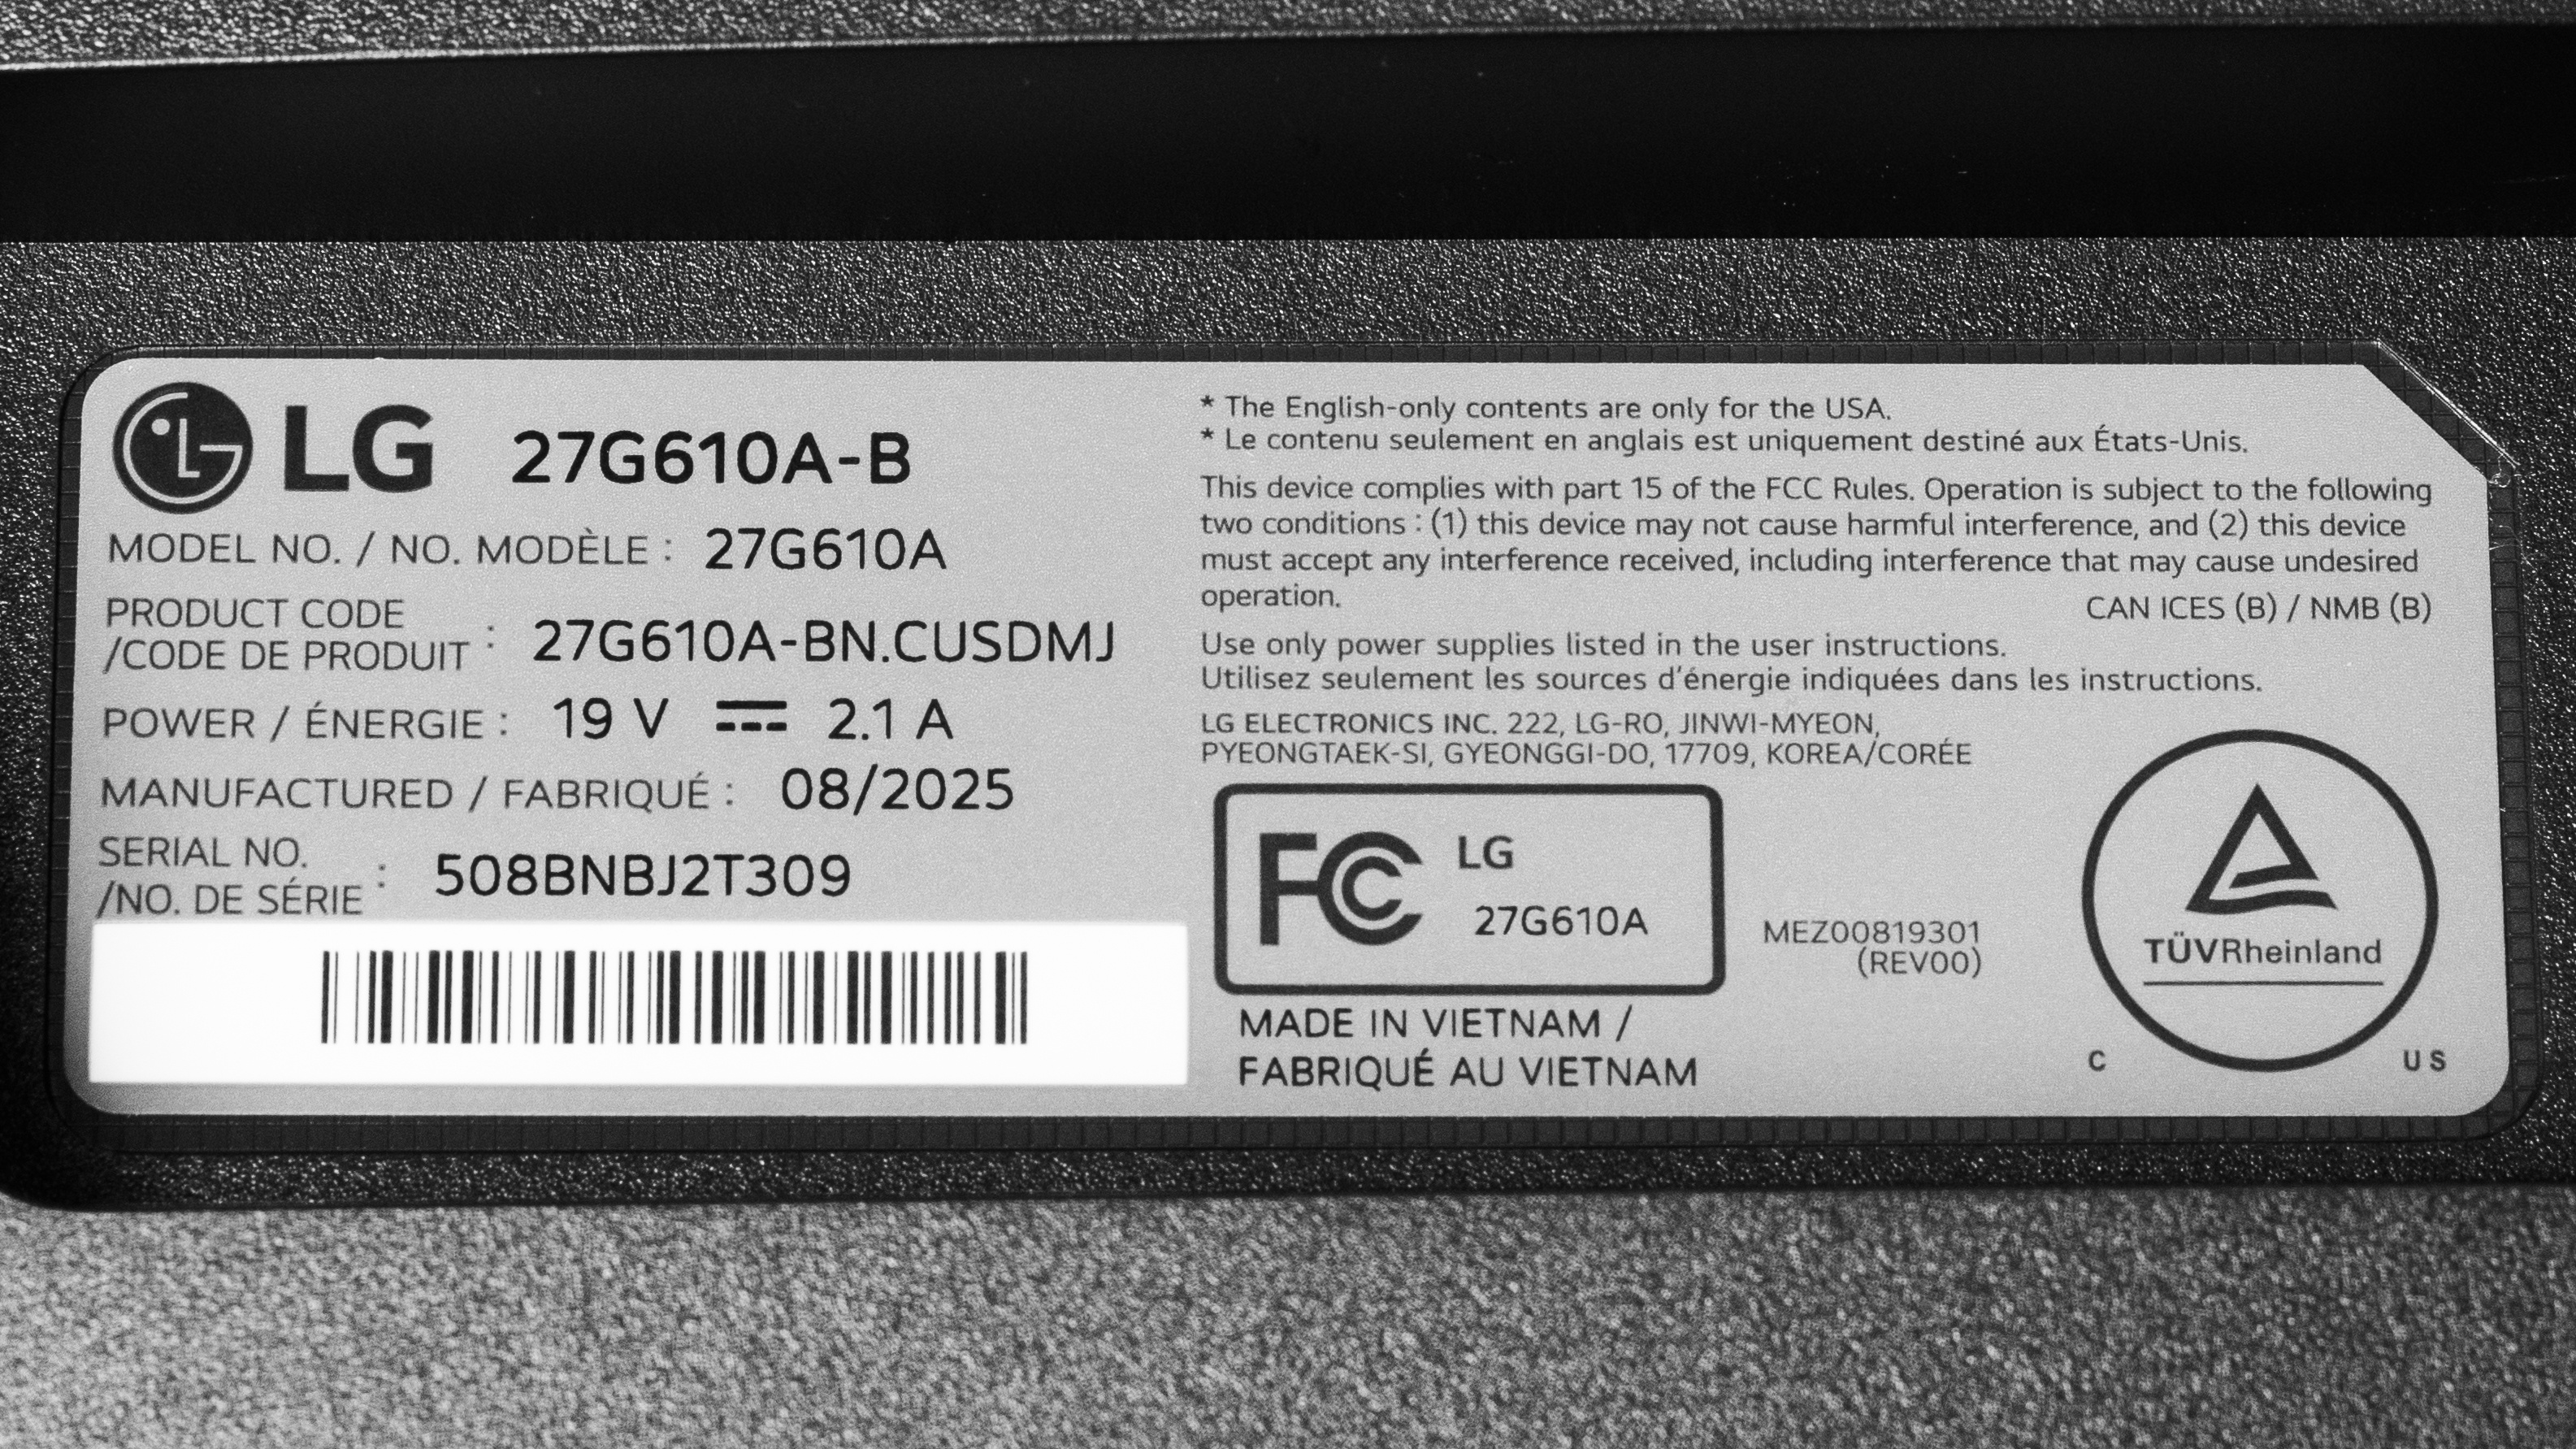 LG 27G610A-B
MODEL NO. / NO. MODÈLE : 27G610A
PRODUCT CODE
/CODE DE PRODUIT : 27G610A-BN.CUSDMJ
POWER / ÉNERGIE : 19 V ⎓ 2.1 A
MANUFACTURED / FABRIQUÉ : 08/2025
SERIAL NO.
/NO. DE SÉRIE : 508BNBJ2T309
* The English-only contents are only for the USA.
* Le contenu seulement en anglais est uniquement destiné aux États-Unis.
This device complies with part 15 of the FCC Rules. Operation is subject to the following
two conditions : (1) this device may not cause harmful interference, and (2) this device
must accept any interference received, including interference that may cause undesired
operation.
CAN ICES (B) / NMB (B)
Use only power supplies listed in the user instructions.
Utilisez seulement les sources d'énergie indiquées dans les instructions.
LG ELECTRONICS INC. 222, LG-RO, JINWI-MYEON,
PYEONGTAEK-SI, GYEONGGI-DO, 17709, KOREA/CORÉE
FC LG
27G610A
MEZ00819301
(REV00)
MADE IN VIETNAM /
FABRIQUÉ AU VIETNAM
TÜVRheinland
C US